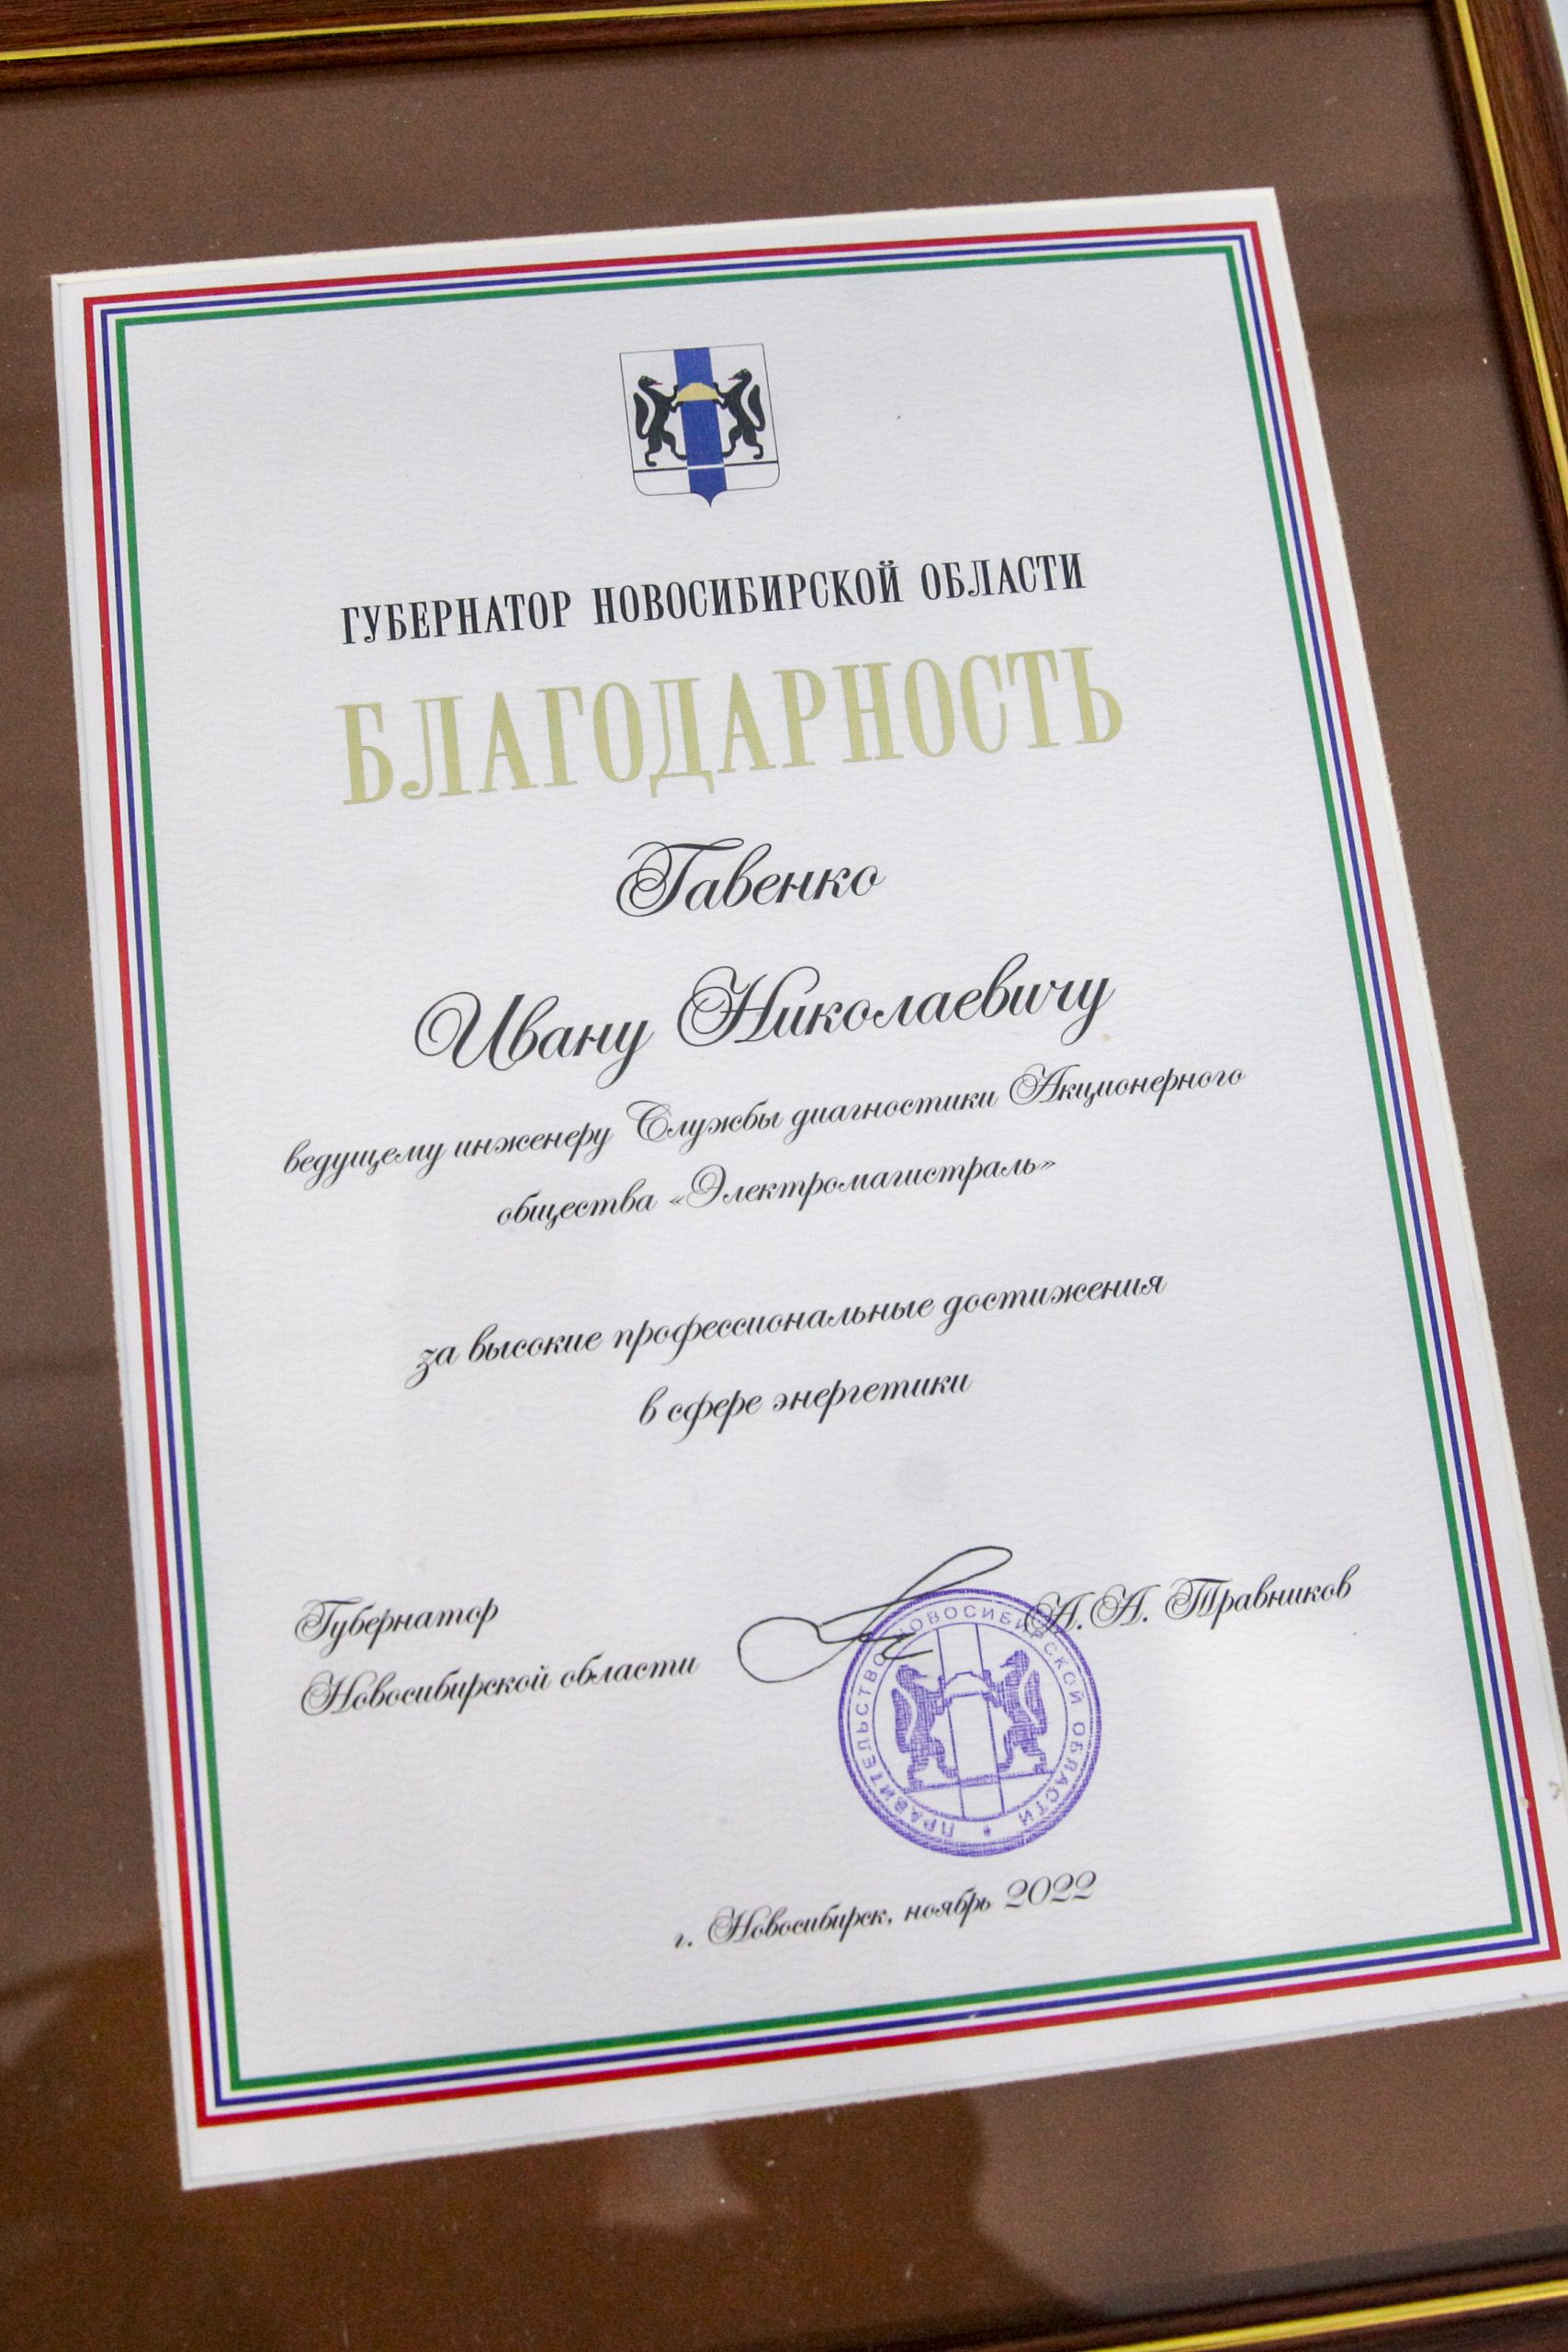 ГУБЕРНАТОР НОВОСИБИРСКОЙ ОБЛАСТИ
БЛАГОДАРНОСТЬ
Гавенко
Ивану Николаевичу
ведущему инженеру Службы диагностики Акционерного
общества «Электромагистраль»
за высокие профессиональные достижения
в сфере энергетики
Губернатор
Новосибирской области
А.А. Травников
ПРАВИТЕЛЬСТВО НОВОСИБИРСКОЙ ОБЛАСТИ
г. Новосибирск, ноябрь 2022